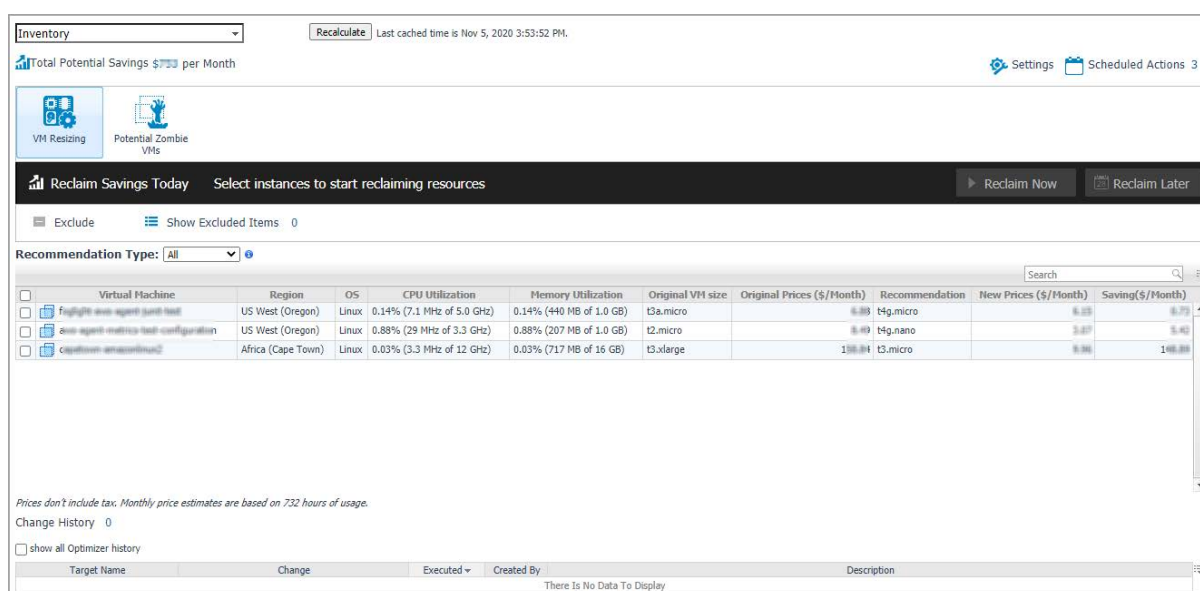 Inventory
Recalculate Last cached time is Nov 5, 2020 3:53:52 PM.
Total Potential Savings $ per Month
Settings Scheduled Actions 3
VM Resizing
Potential Zombie
VMs
Reclaim Savings Today Select instances to start reclaiming resources Reclaim Now Reclaim Later
Exclude Show Excluded Items 0
Recommendation Type: All
Search
Virtual Machine Region OS CPU Utilization Memory Utilization Original VM size Original Prices ($/Month) Recommendation New Prices ($/Month) Saving($/Month)
US West (Oregon) Linux 0.14% (7.1 MHz of 5.0 GHz) 0.14% (440 MB of 1.0 GB) t3a.micro t4g.micro
US West (Oregon) Linux 0.88% (29 MHz of 3.3 GHz) 0.88% (207 MB of 1.0 GB) t2.micro t4g.nano
Africa (Cape Town) Linux 0.03% (3.3 MHz of 12 GHz) 0.03% (717 MB of 16 GB) t3.xlarge t3.micro
Prices don't include tax. Monthly price estimates are based on 732 hours of usage.
Change History 0
show all Optimizer history
Target Name Change Executed Created By Description
There Is No Data To Display